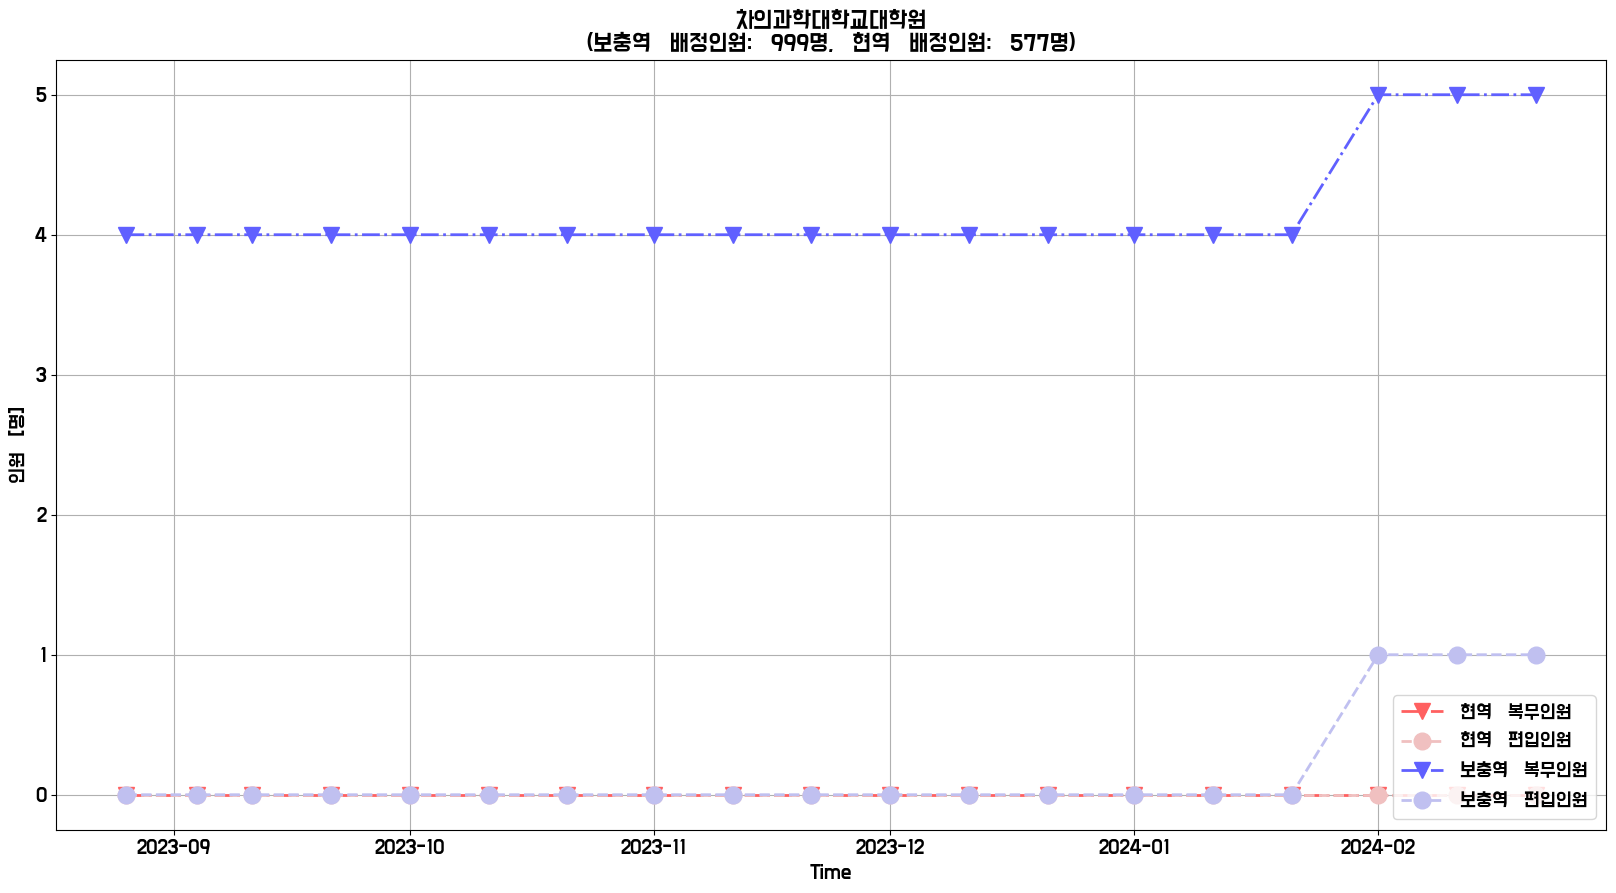 차의과학대학교대학원
(보충역 배정인원: 999명, 현역 배정인원: 577명)
5
4
3
2
1
0
인원 [명]
2023-09
2023-10
2023-11
2023-12
2024-01
2024-02
Time
현역 복무인원
현역 편입인원
보충역 복무인원
보충역 편입인원